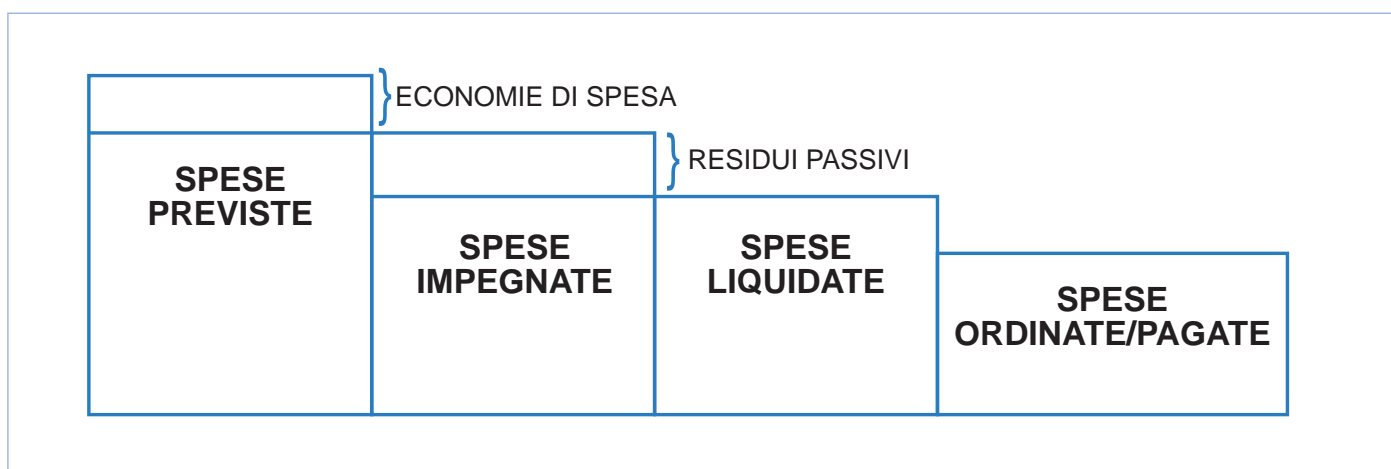 ECONOMIE DI SPESA
RESIDUI PASSIVI
SPESE
PREVISTE
SPESE
IMPEGNATE
SPESE
LIQUIDATE
SPESE
ORDINATE/PAGATE